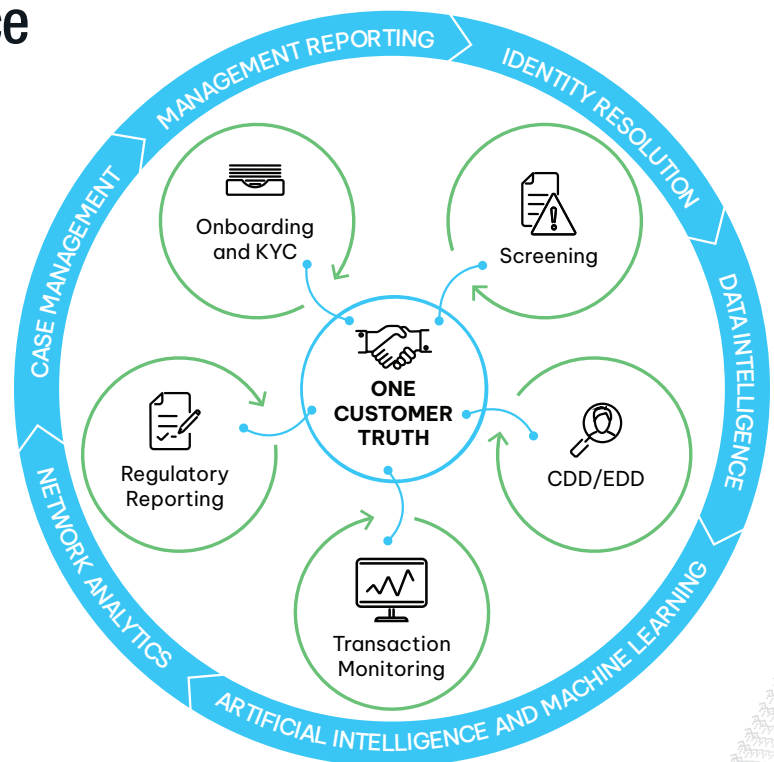 MANAGEMENT REPORTING
IDENTITY RESOLUTION
DATA INTELLIGENCE
ARTIFICIAL INTELLIGENCE AND MACHINE LEARNING
NETWORK ANALYTICS
CASE MANAGEMENT
Onboarding
and KYC
Screening
ONE
CUSTOMER
TRUTH
CDD/EDD
Regulatory
Reporting
Transaction
Monitoring